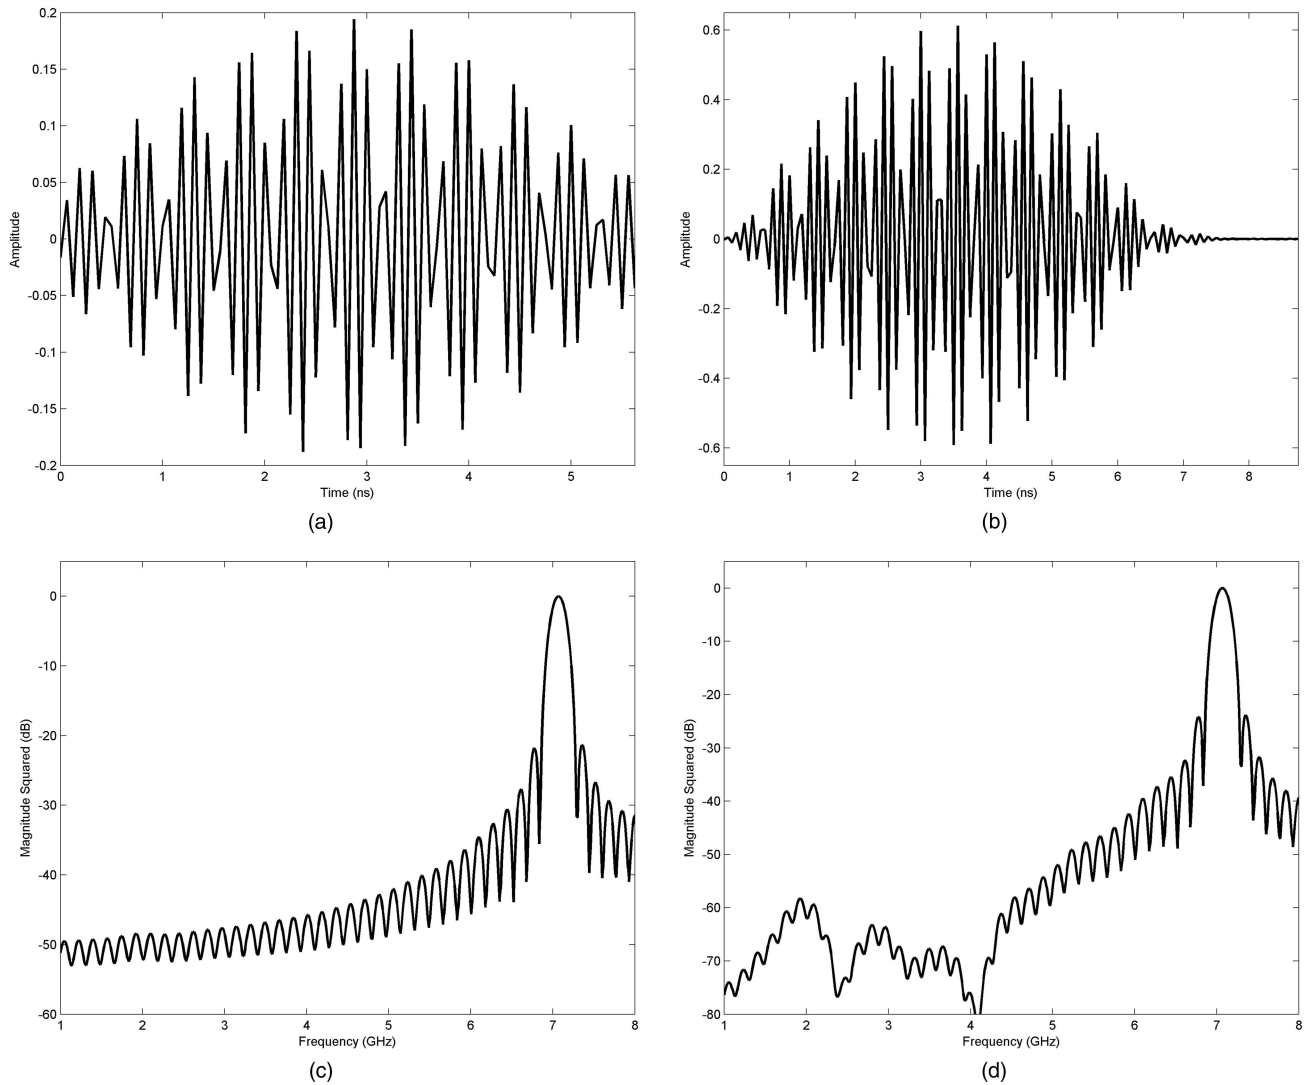 0.2
0.15
0.1
0.05
0
-0.05
-0.1
-0.15
-0.2
Amplitude
0 1 2 3 4 5
Time (ns)
(a)
0.6
0.4
0.2
0
-0.2
-0.4
-0.6
Amplitude
0 1 2 3 4 5 6 7 8
Time (ns)
(b)
0
-10
-20
-30
-40
-50
-60
Magnitude Squared (dB)
1 2 3 4 5 6 7 8
Frequency (GHz)
(c)
0
-10
-20
-30
-40
-50
-60
-70
-80
Magnitude Squared (dB)
1 2 3 4 5 6 7 8
Frequency (GHz)
(d)